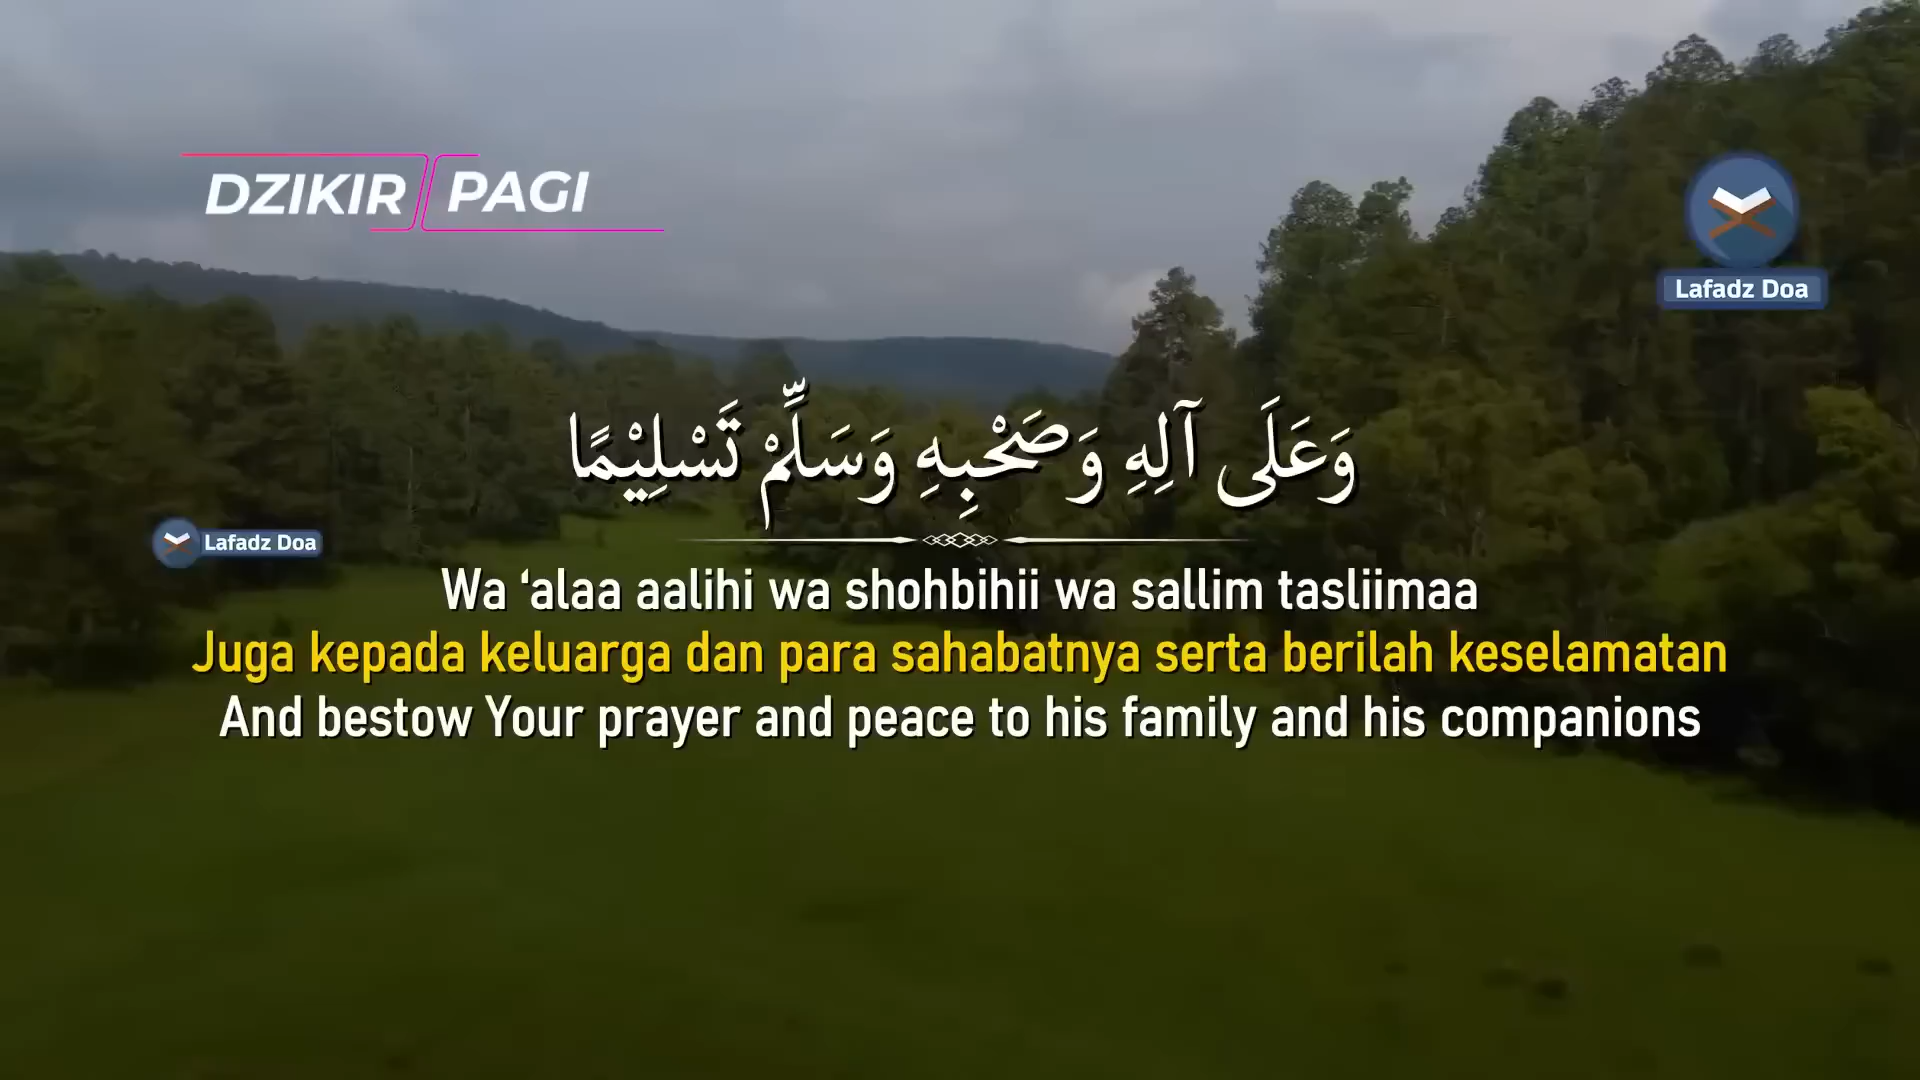 DZIKIR PAGI
Lafadz Doa
وَعَلَى آلِهِ وَصَحْبِهِ وَسَلِّمْ تَسْلِيْمًا
Lafadz Doa
Wa ‘alaa aalihi wa shohbihii wa sallim tasliimaa
Juga kepada keluarga dan para sahabatnya serta berilah keselamatan
And bestow Your prayer and peace to his family and his companions